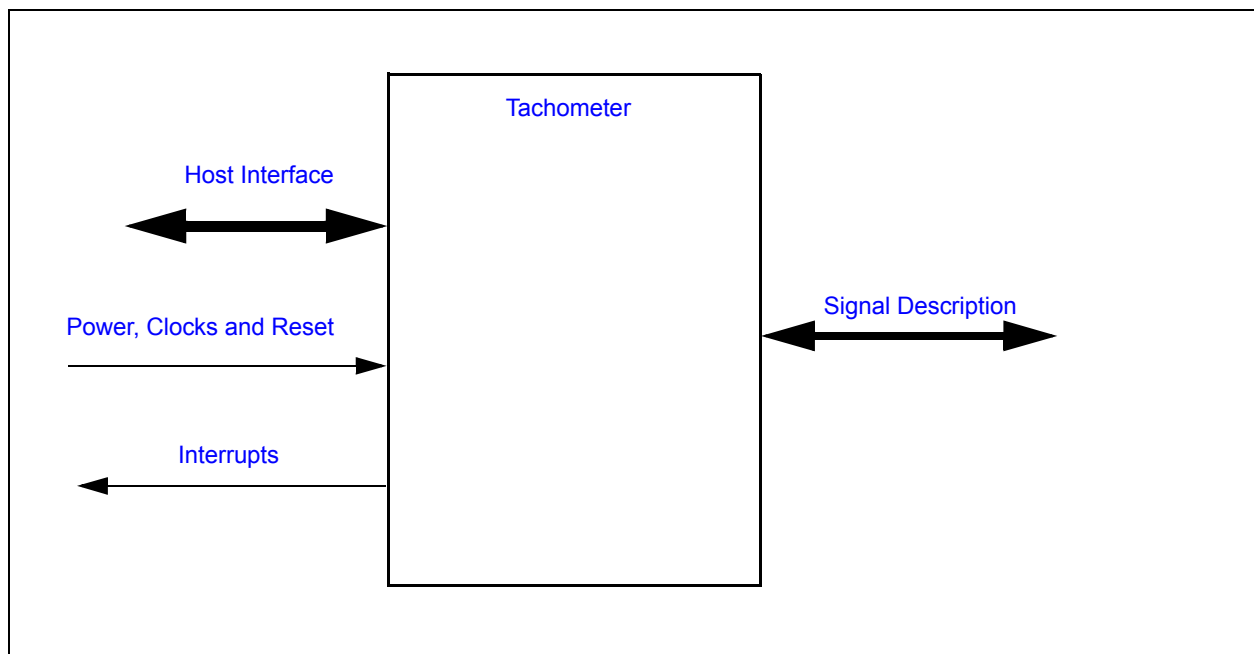 Tachometer
Host Interface
Signal Description
Power, Clocks and Reset
Interrupts